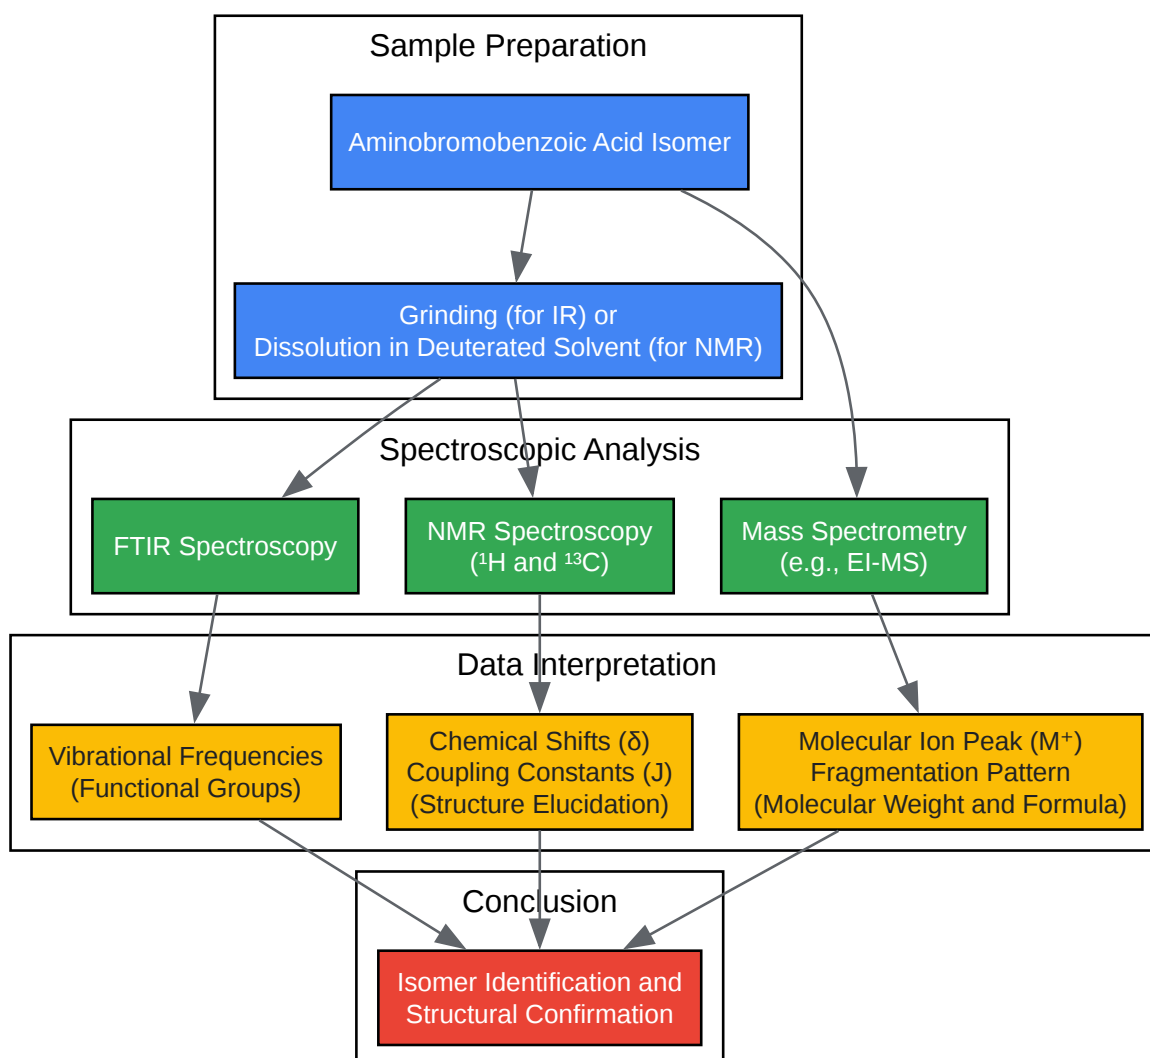 Sample Preparation
Aminobromobenzoic Acid Isomer
Grinding (for IR) or
Dissolution in Deuterated Solvent (for NMR)
Spectroscopic Analysis
FTIR Spectroscopy
NMR Spectroscopy
(¹H and ¹³C)
Mass Spectrometry
(e.g., EI-MS)
Data Interpretation
Vibrational Frequencies
(Functional Groups)
Chemical Shifts (δ)
Coupling Constants (J)
(Structure Elucidation)
Molecular Ion Peak (M⁺)
Fragmentation Pattern
(Molecular Weight and Formula)
Conclusion
Isomer Identification and
Structural Confirmation